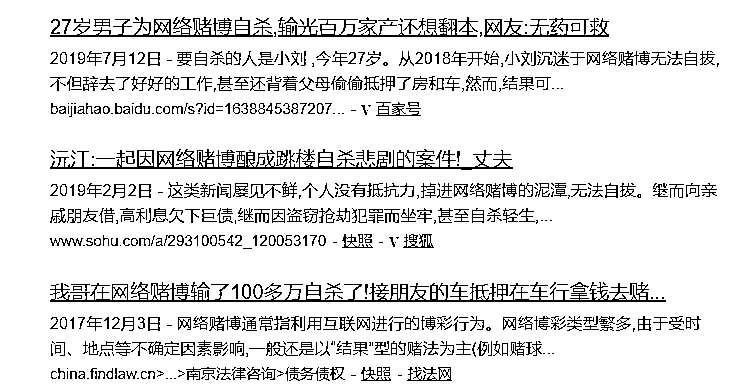 27岁男子为网络赌博自杀,输光百万家产还想翻本,网友:无药可救
2019年7月12日 - 要自杀的人是小刘,今年27岁。从2018年开始,小刘沉迷于网络赌博无法自拔,
不但辞去了好好的工作,甚至还背着父母偷偷抵押了房和车,然而,结果可...
baijiahao.baidu.com/s?id=1638845387207... - V 百家号
沅江:一起因网络赌博酿成跳楼自杀悲剧的案件!_丈夫
2019年2月2日 - 这类新闻屡见不鲜,个人没有抵抗力,掉进网络赌博的泥潭,无法自拔。继而向亲
戚朋友借,高利息欠下巨债,继而因盗窃抢劫犯罪而坐牢,甚至自杀轻生,...
www.sohu.com/a/293100542_120053170 - 快照 - V 搜狐
我哥在网络赌博输了100多万自杀了!接朋友的车抵押在车行拿钱去赌...
2017年12月3日 - 网络赌博通常指利用互联网进行的博彩行为。网络博彩类型繁多,由于受时
间、地点等不确定因素影响,一般还是以“结果”型的赌法为主(例如赌球...
china.findlaw.cn>...>南京法律咨询>债务债权 - 快照 - 找法网